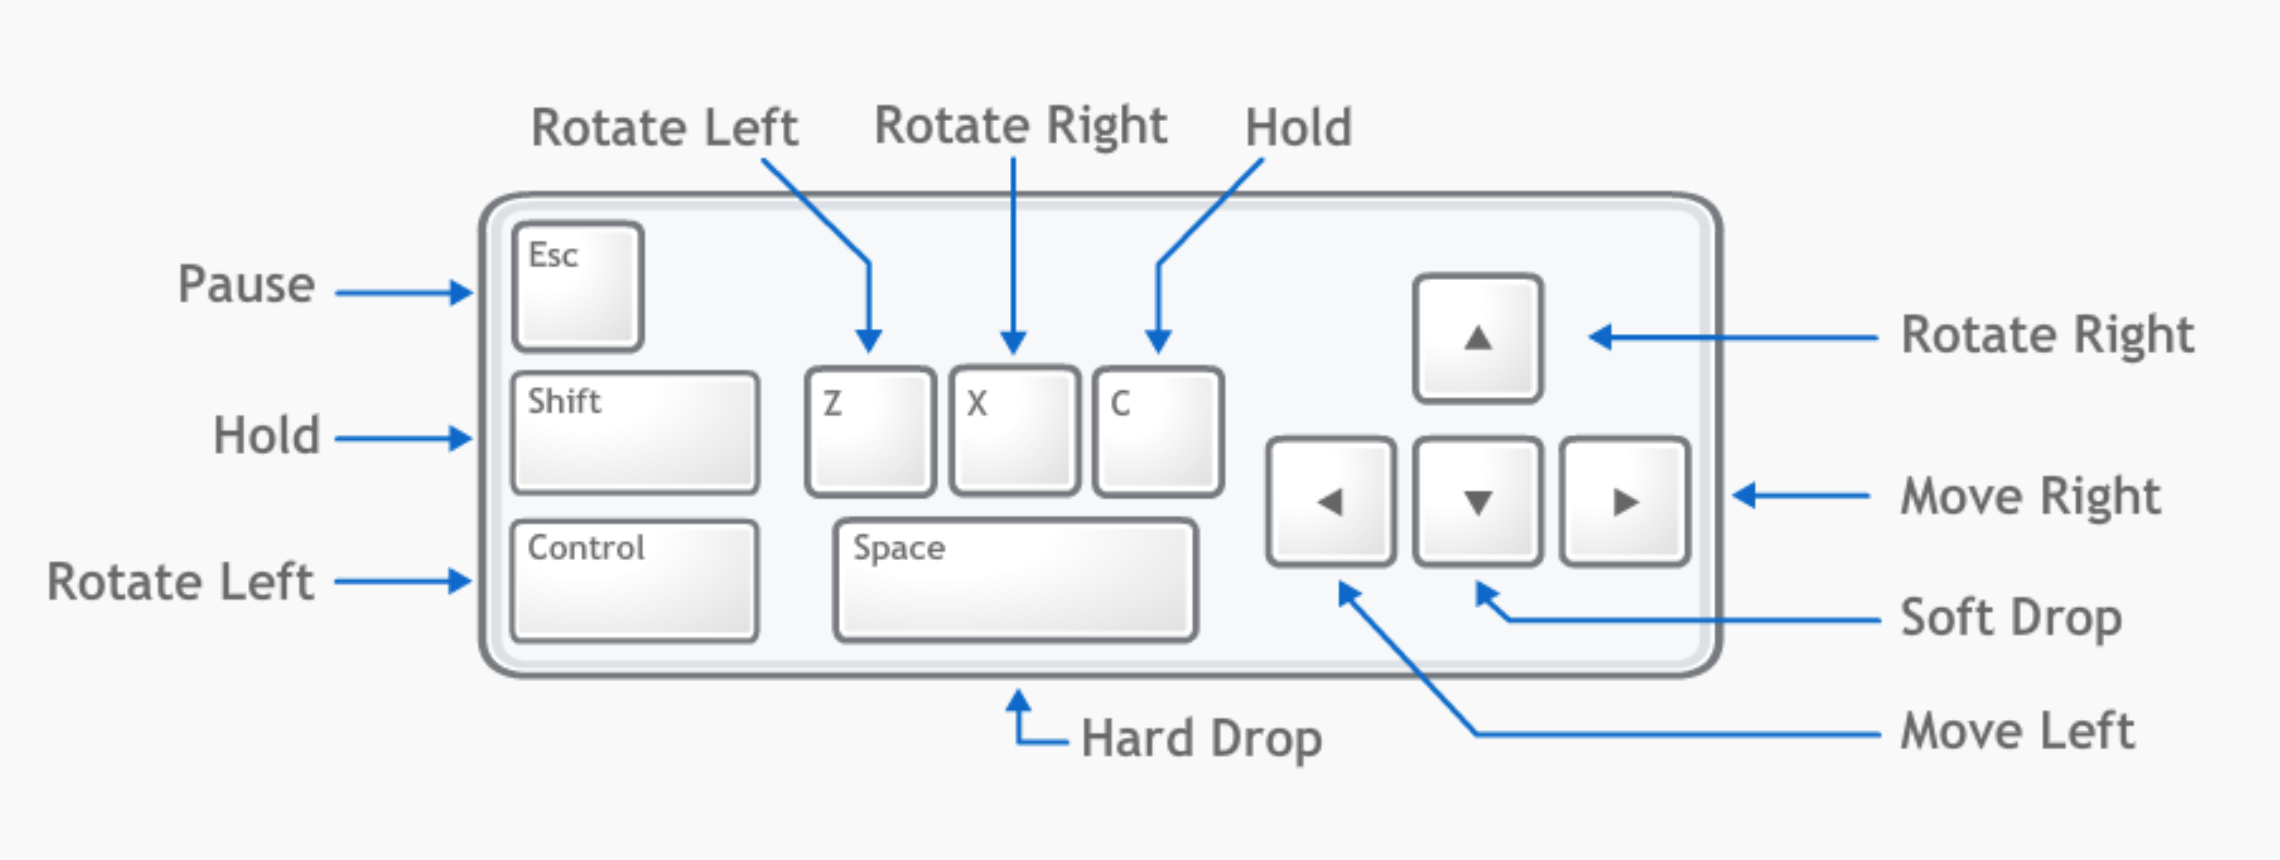 Rotate Left
Rotate Right
Hold
Pause
Esc
Rotate Right
Hold
Shift
Z
X
C
Move Right
Rotate Left
Control
Space
Soft Drop
Hard Drop
Move Left